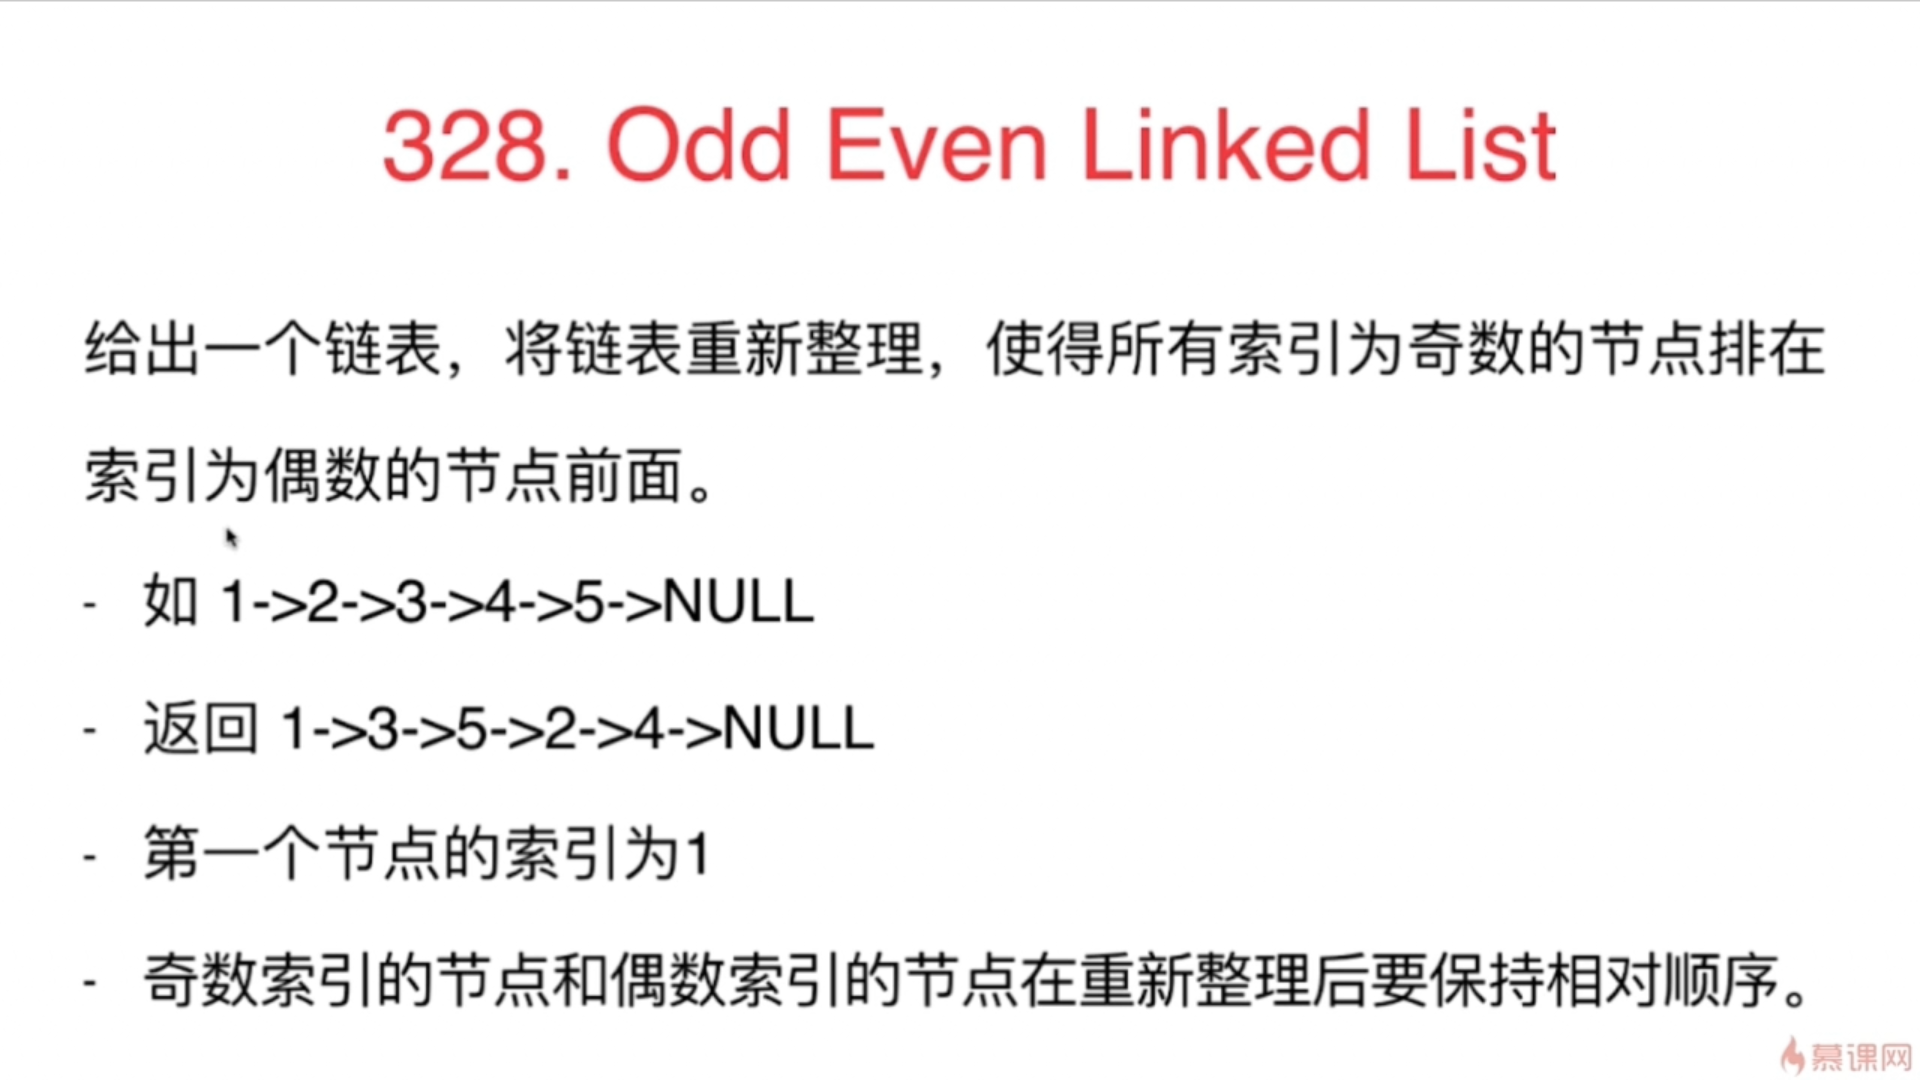 328. Odd Even Linked List
给出一个链表，将链表重新整理，使得所有索引为奇数的节点排在
索引为偶数的节点前面。
- 如 1->2->3->4->5->NULL
- 返回 1->3->5->2->4->NULL
- 第一个节点的索引为1
- 奇数索引的节点和偶数索引的节点在重新整理后要保持相对顺序。
慕课网